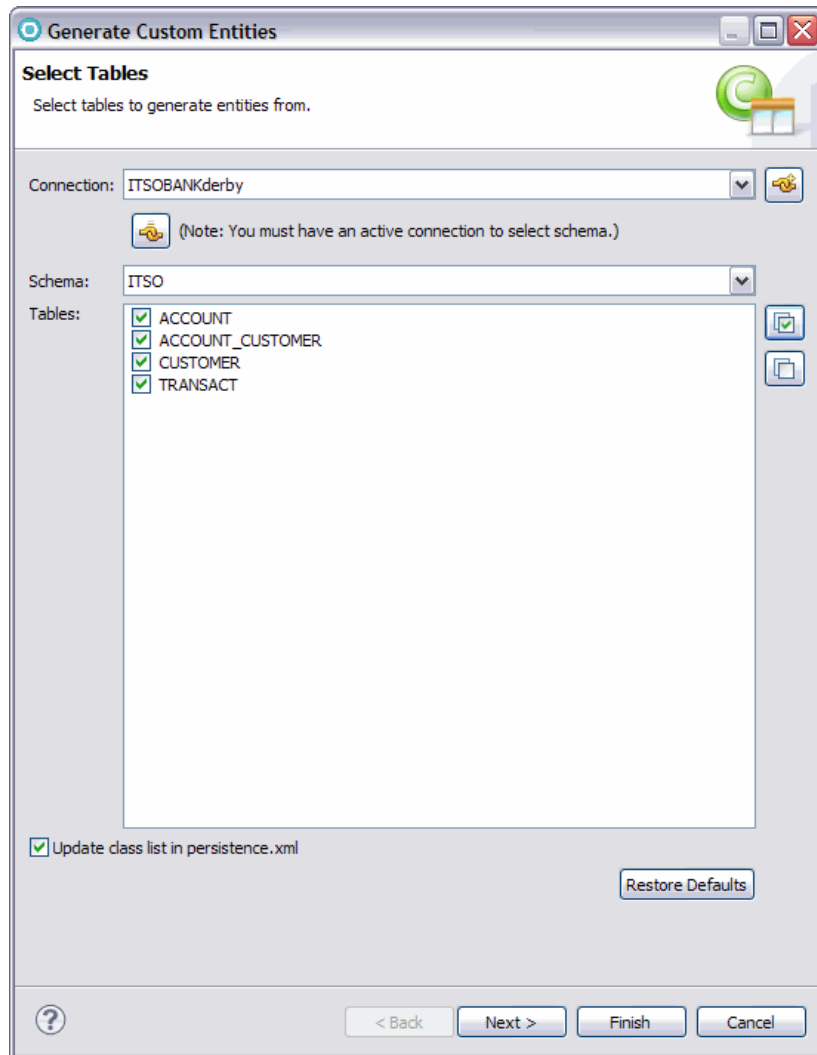 Generate Custom Entities
Select Tables
Select tables to generate entities from.
Connection: ITSOBANKderby
(Note: You must have an active connection to select schema.)
Schema: ITSO
Tables: ACCOUNT
ACCOUNT_CUSTOMER
CUSTOMER
TRANSACT
Update class list in persistence.xml
Restore Defaults
? < Back Next > Finish Cancel